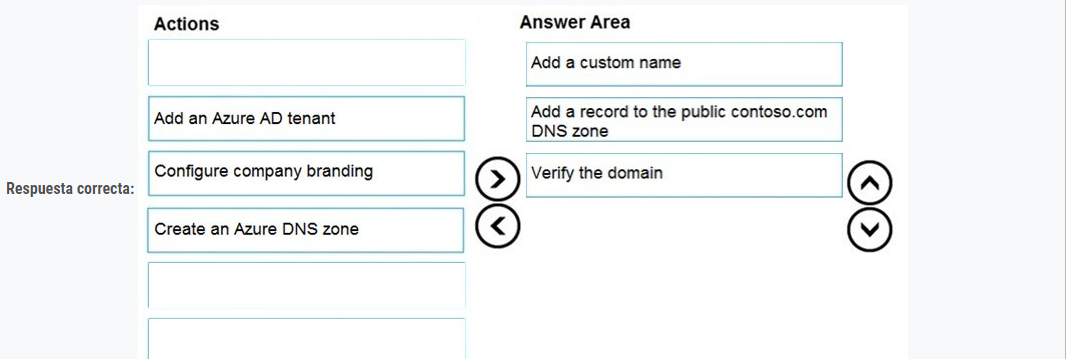 Actions
Answer Area
Add a custom name
Add an Azure AD tenant
Add a record to the public contoso.com
DNS zone
Configure company branding
Verify the domain
Respuesta correcta:
Create an Azure DNS zone